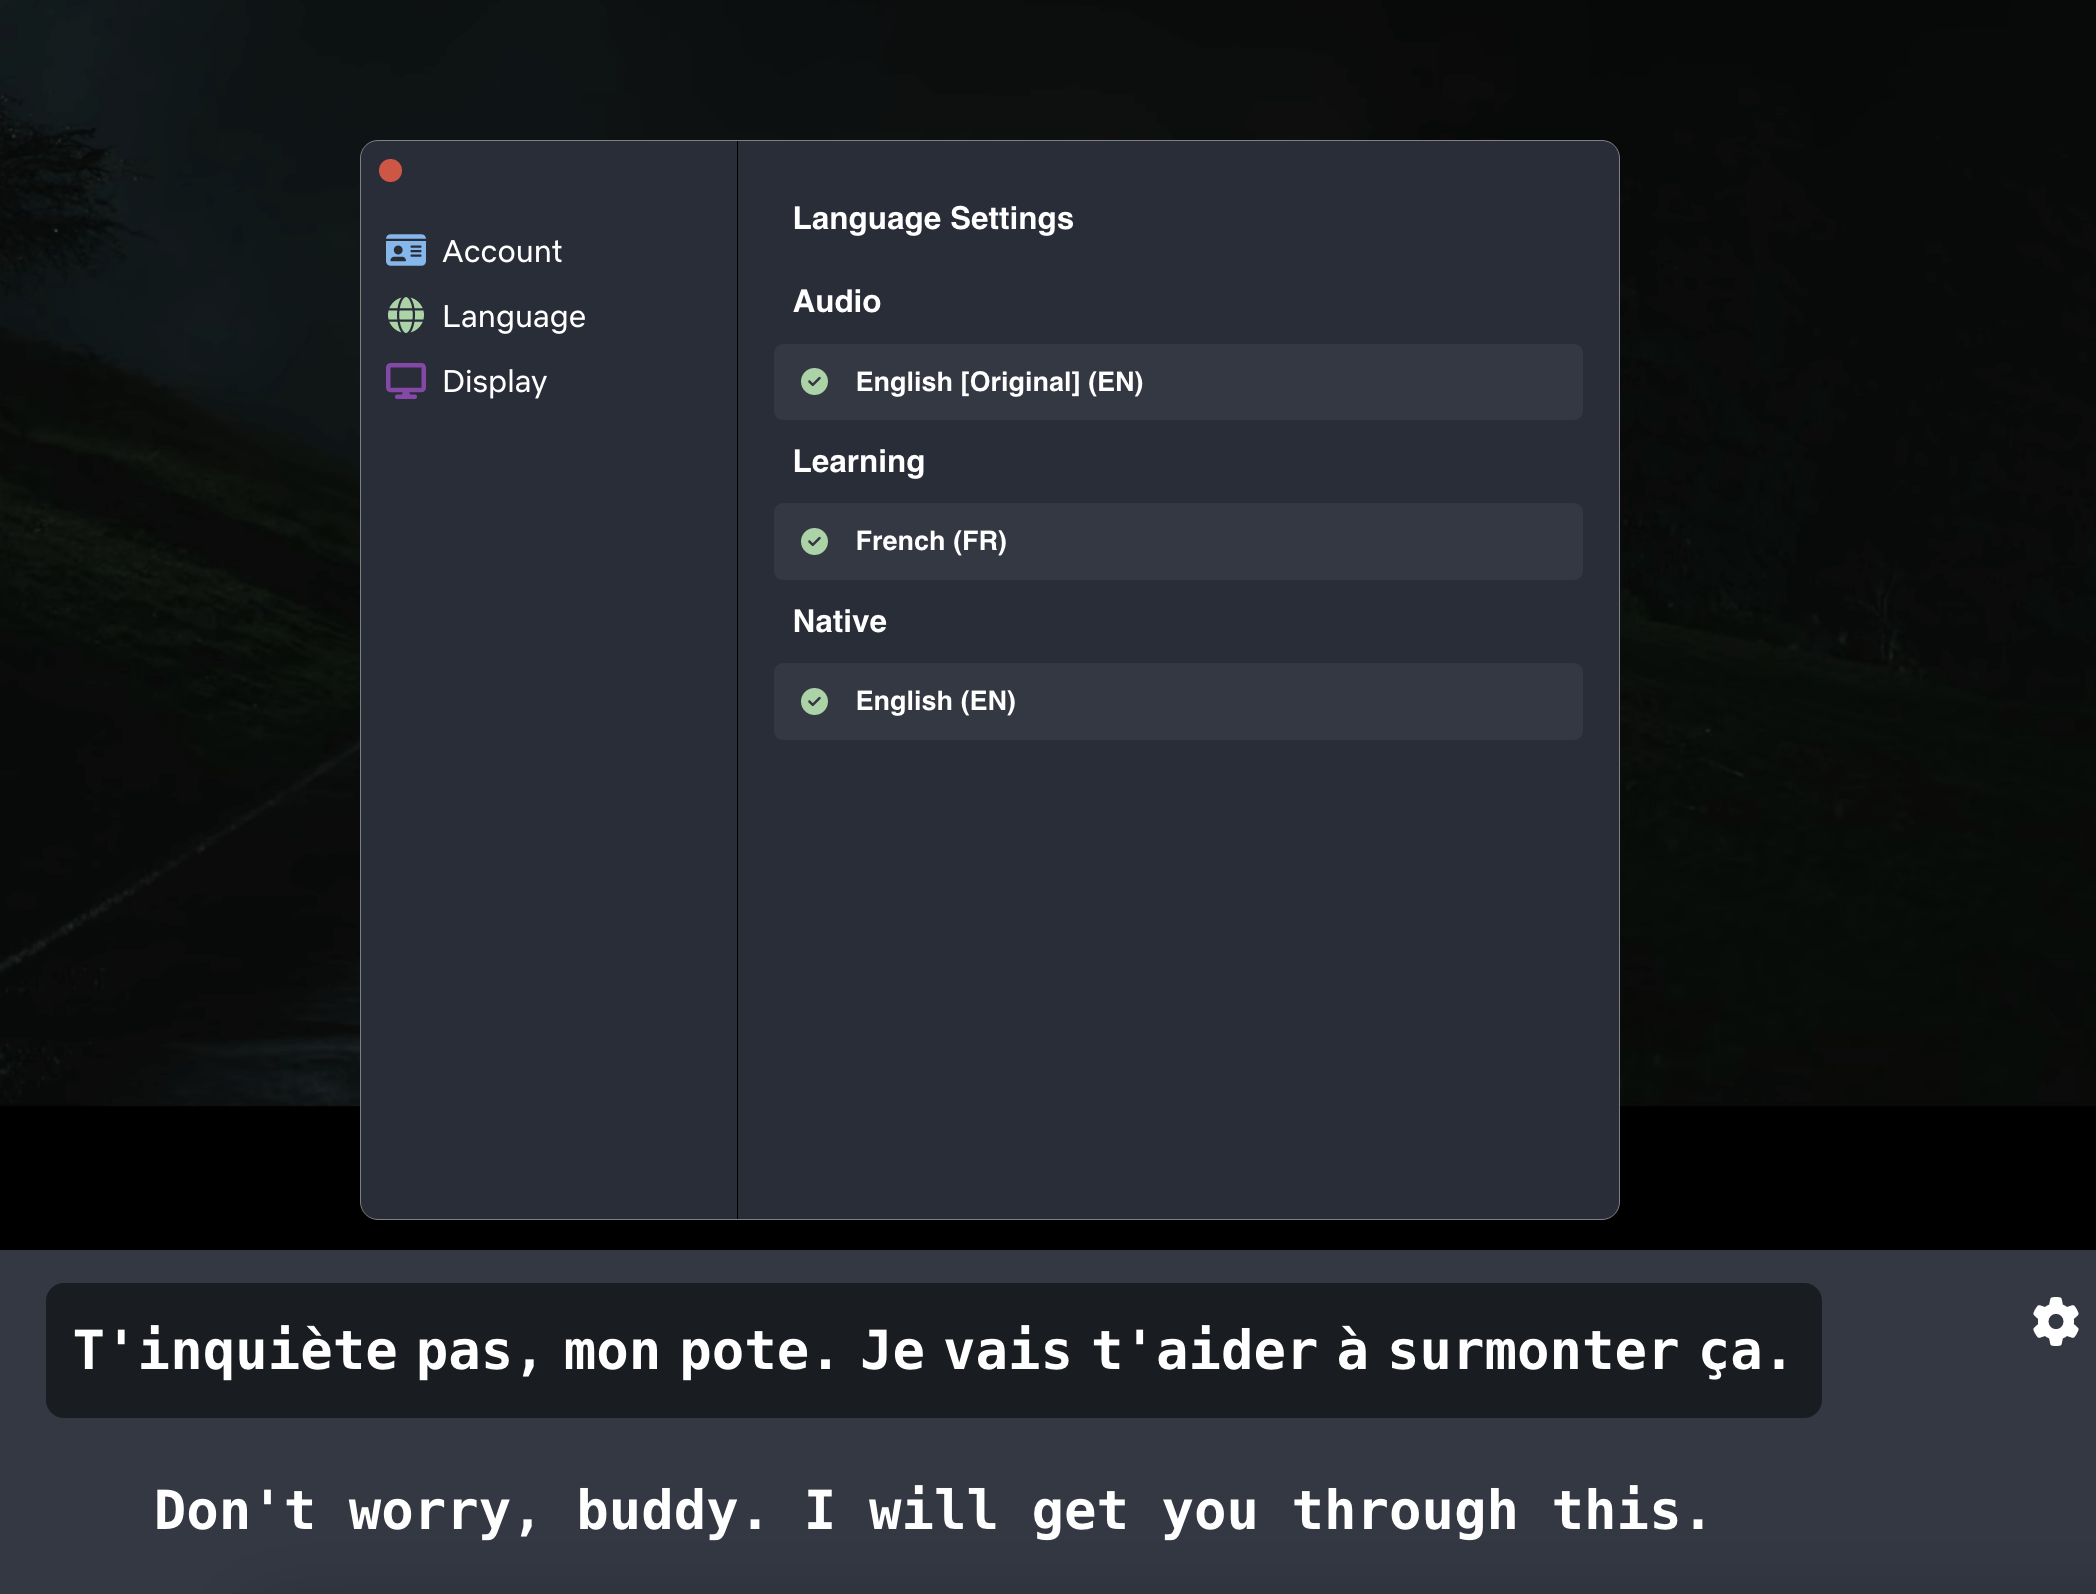 Account
Language
Display
Language Settings
Audio
English [Original] (EN)
Learning
French (FR)
Native
English (EN)
T'inquiète pas, mon pote. Je vais t'aider à surmonter ça.
Don't worry, buddy. I will get you through this.